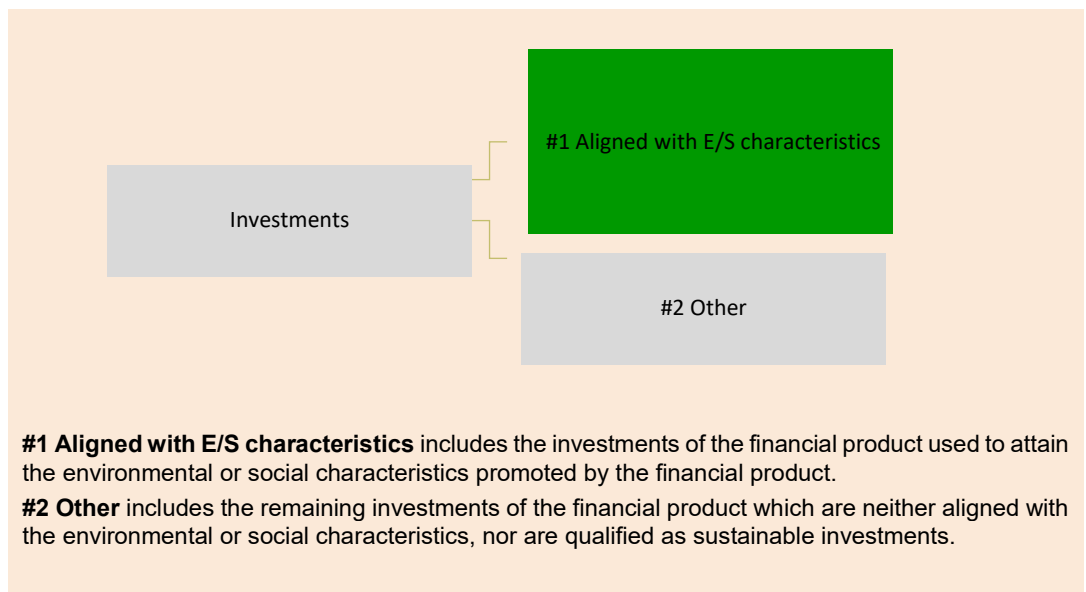 #1 Aligned with E/S characteristics
Investments
#2 Other
#1 Aligned with E/S characteristics includes the investments of the financial product used to attain
the environmental or social characteristics promoted by the financial product.
#2 Other includes the remaining investments of the financial product which are neither aligned with
the environmental or social characteristics, nor are qualified as sustainable investments.